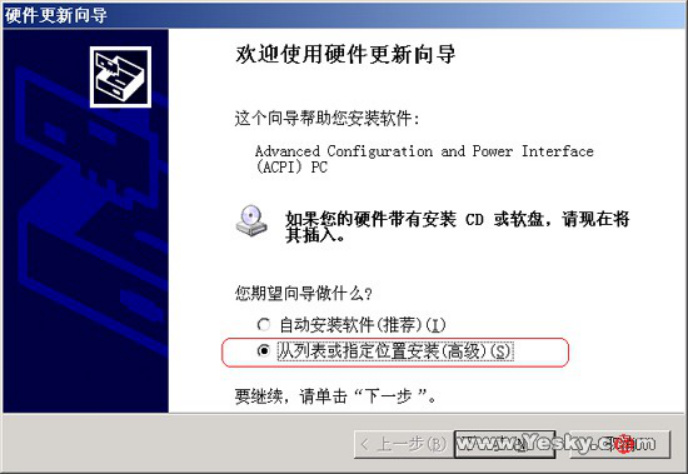 硬件更新向导
欢迎使用硬件更新向导
这个向导帮助您安装软件:
Advanced Configuration and Power Interface
(ACPI) PC
如果您的硬件带有安装 CD 或软盘，请现在将
其插入。
您期望向导做什么?
自动安装软件(推荐)(I)
从列表或指定位置安装(高级)(S)
要继续，请单击“下一步 ”。
< 上一步(B)
www.Yesky.com